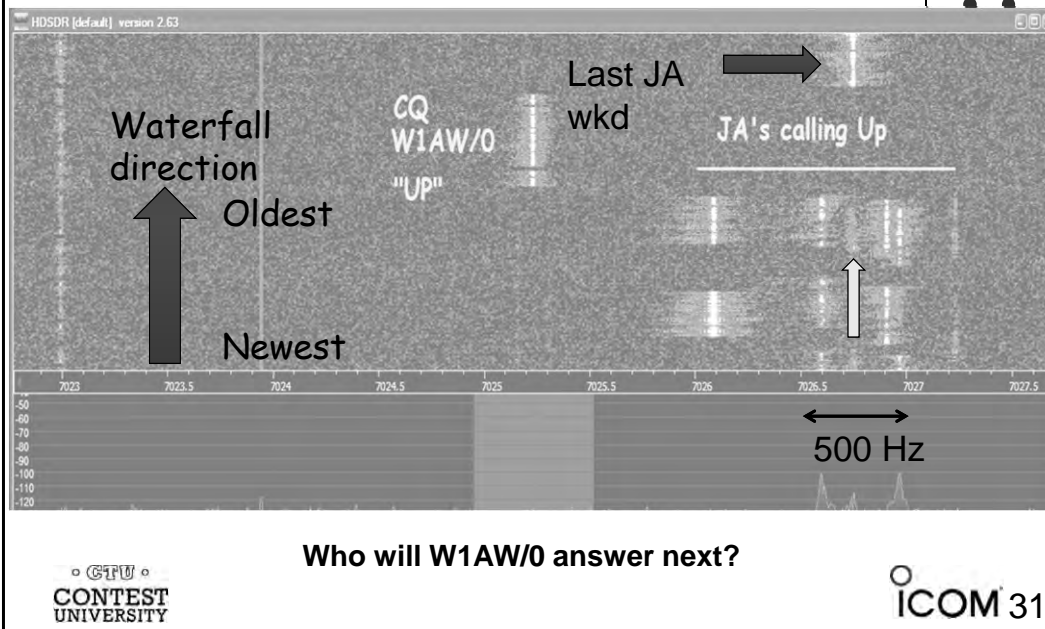 HDSDR [default] version 2.63
Last JA
wkd
CQ
W1AW/0
"UP"
JA's calling Up
Waterfall
direction
Oldest
Newest
7023 7023.5 7024 7024.5 7025 7025.5 7026 7026.5 7027 7027.5
-50
-60
-70
-80
-90
-100
-110
-120
500 Hz
Who will W1AW/0 answer next?
CTU
CONTEST
UNIVERSITY
ICOM 31